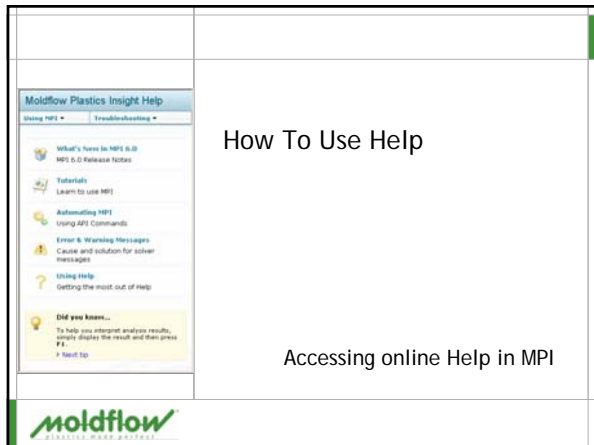 Moldflow Plastics Insight Help
Using MPI Troubleshooting
What's New in MPI 6.0
MPI 6.0 Release Notes
Tutorials
Learn to use MPI
Automating MPI
Using API Commands
Error & Warning Messages
Cause and solution for solver
messages
Using Help
Getting the most out of Help
Did you know...
To help you interpret analysis results,
simply display the result and then press
F1.
Next tip
How To Use Help
Accessing online Help in MPI
moldflow
plastics made perfect